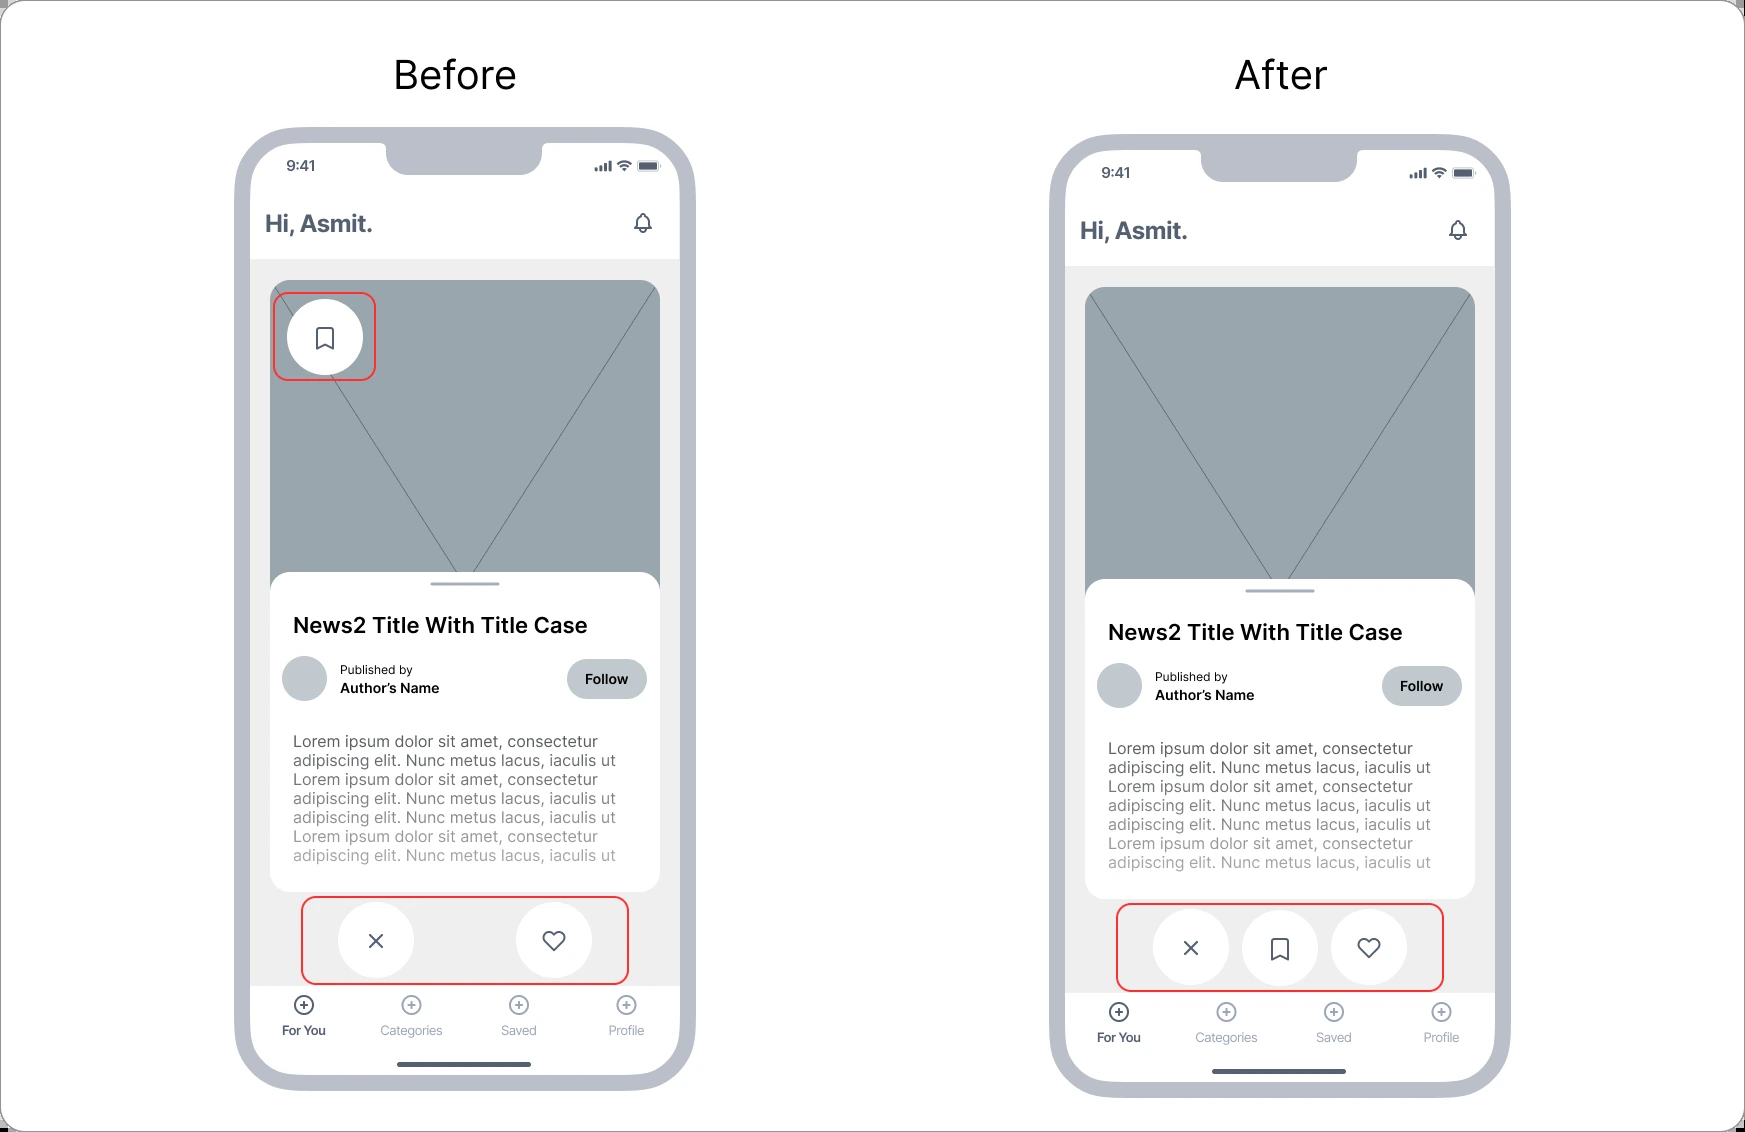 Before
9:41
Hi, Asmit.
News2 Title With Title Case
Published by
Author's Name
Follow
Lorem ipsum dolor sit amet, consectetur
adipiscing elit. Nunc metus lacus, iaculis ut
Lorem ipsum dolor sit amet, consectetur
adipiscing elit. Nunc metus lacus, iaculis ut
adipiscing elit. Nunc metus lacus, iaculis ut
Lorem ipsum dolor sit amet, consectetur
adipiscing elit. Nunc metus lacus, iaculis ut
For You
Categories
Saved
Profile
After
9:41
Hi, Asmit.
News2 Title With Title Case
Published by
Author's Name
Follow
Lorem ipsum dolor sit amet, consectetur
adipiscing elit. Nunc metus lacus, iaculis ut
Lorem ipsum dolor sit amet, consectetur
adipiscing elit. Nunc metus lacus, iaculis ut
adipiscing elit. Nunc metus lacus, iaculis ut
Lorem ipsum dolor sit amet, consectetur
adipiscing elit. Nunc metus lacus, iaculis ut
For You
Categories
Saved
Profile